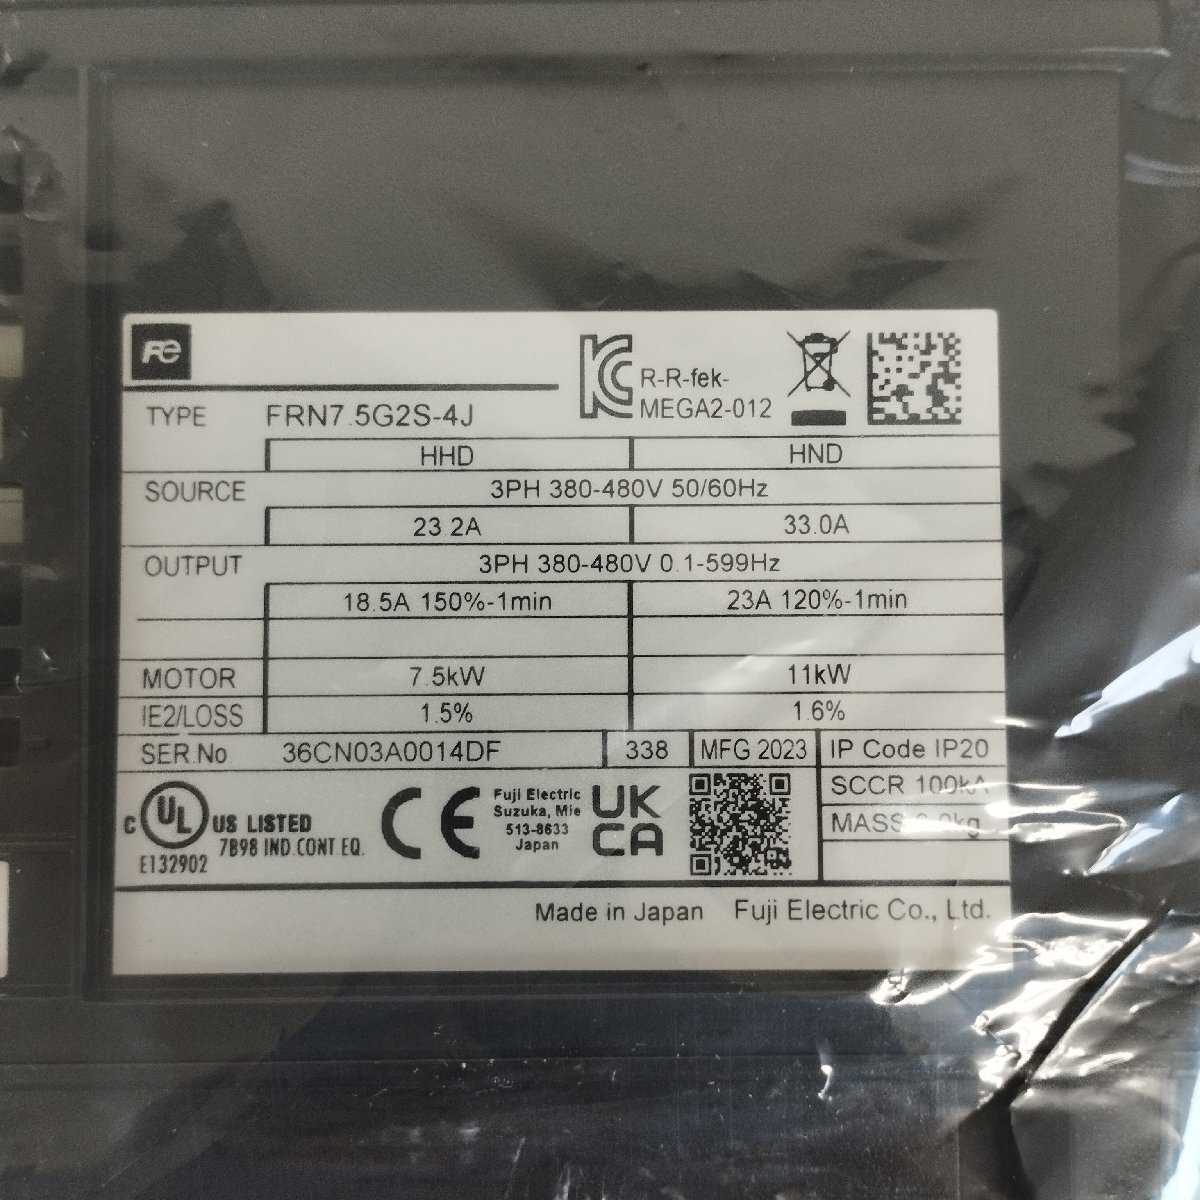 Fe
R-R-fek-
MEGA2-012
TYPE FRN7.5G2S-4J
HHD HND
SOURCE 3PH 380-480V 50/60Hz
23.2A 33.0A
OUTPUT 3PH 380-480V 0.1-599Hz
18.5A 150%-1min 23A 120%-1min
MOTOR 7.5kW 11kW
IE2/LOSS 1.5% 1.6%
SER.No 36CN03A0014DF 338 MFG 2023 IP Code IP20
SCCR 100kA
MASS
C UL US LISTED
7B98 IND.CONT EQ.
E132902
CE
Fuji Electric
Suzuka, Mie
513-8633
Japan
UK
CA
Made in Japan Fuji Electric Co., Ltd.